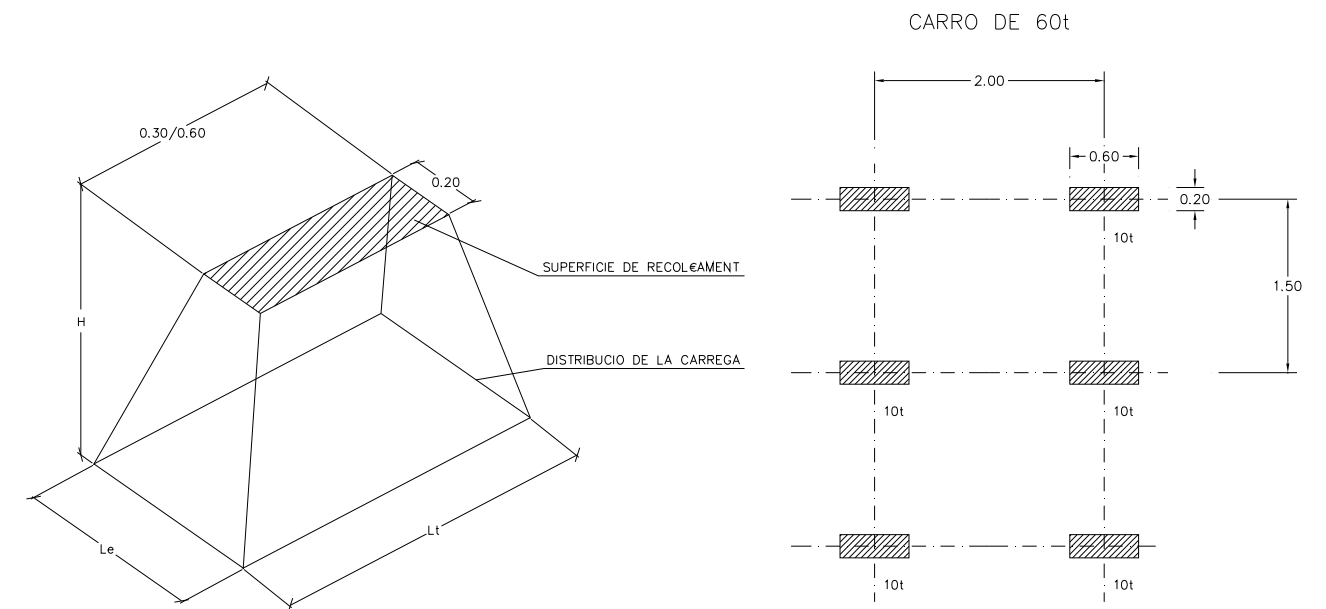 CARRO DE 60t
2.00
0.30/0.60
0.60
0.20
0.20
10t
SUPERFICIE DE RECOL€AMENT
1.50
H
DISTRIBUCIO DE LA CARREGA
10t
10t
Lt
Le
10t
10t